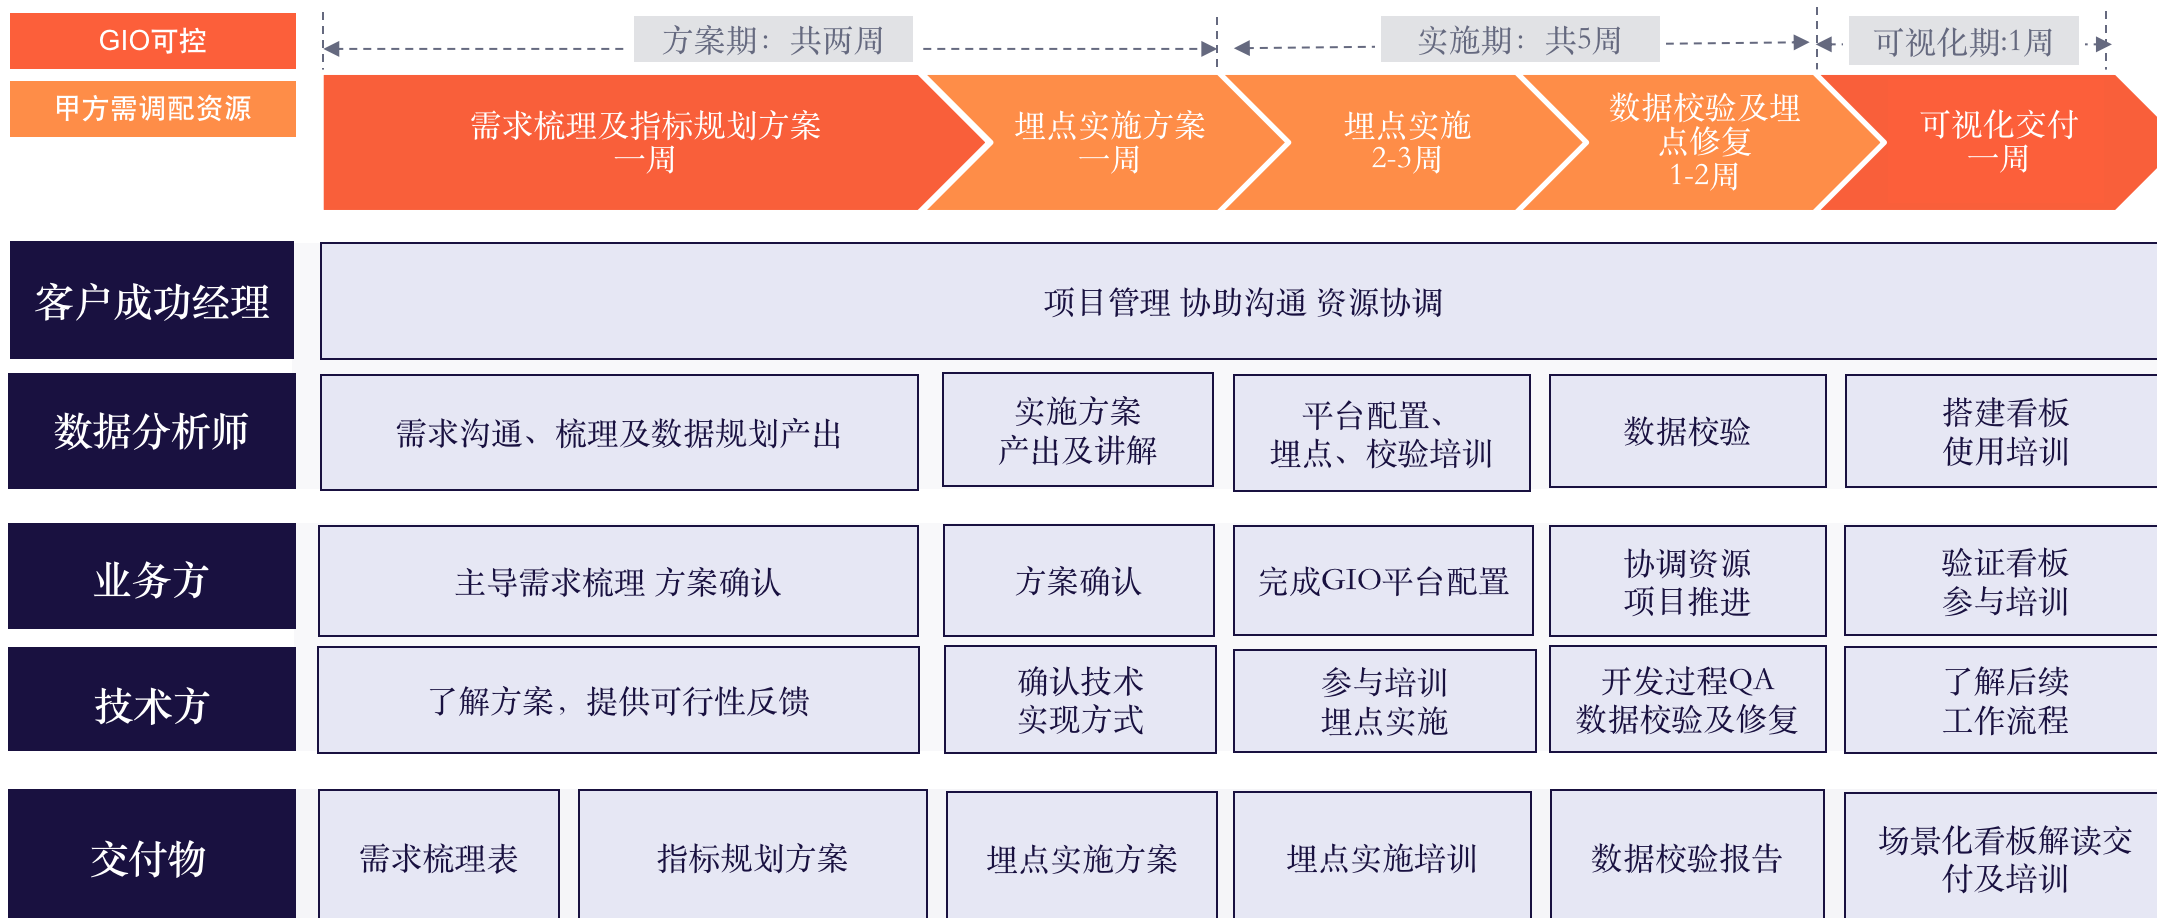 GIO可控
方案期：共两周
实施期：共5周
可视化期:1周
甲方需调配资源
需求梳理及指标规划方案
一周
埋点实施方案
一周
埋点实施
2-3周
数据校验及埋
点修复
1-2周
可视化交付
一周
客户成功经理
项目管理 协助沟通 资源协调
数据分析师
需求沟通、梳理及数据规划产出
实施方案
产出及讲解
平台配置、
埋点、校验培训
数据校验
搭建看板
使用培训
业务方
主导需求梳理 方案确认
方案确认
完成GIO平台配置
协调资源
项目推进
验证看板
参与培训
技术方
了解方案，提供可行性反馈
确认技术
实现方式
参与培训
埋点实施
开发过程QA
数据校验及修复
了解后续
工作流程
交付物
需求梳理表
指标规划方案
埋点实施方案
埋点实施培训
数据校验报告
场景化看板解读交
付及培训